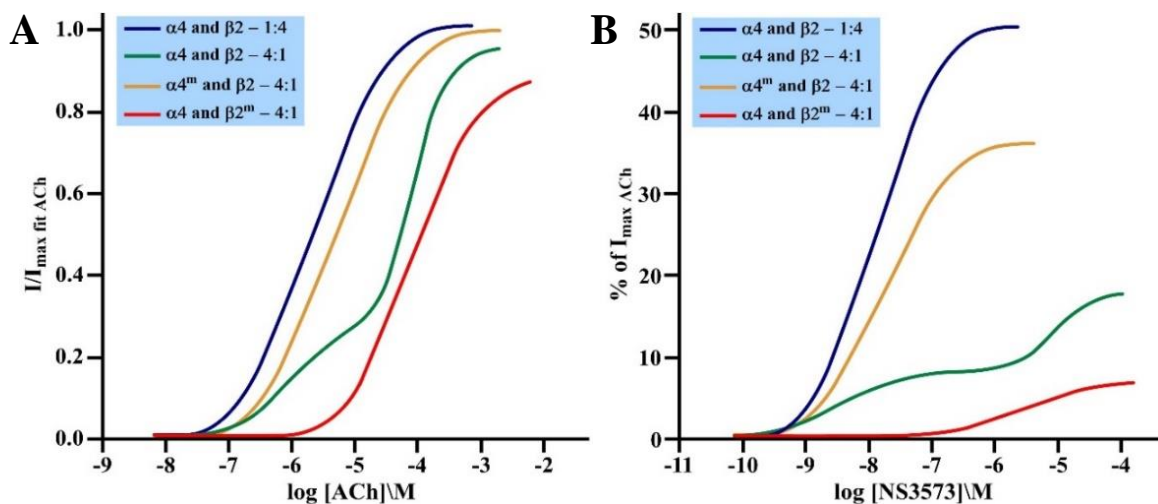 A
α4 and β2 – 1:4
α4 and β2 – 4:1
α4ᵐ and β2 – 4:1
α4 and β2ᵐ – 4:1
I/I_max fit ACh
1.0
0.8
0.6
0.4
0.2
0.0
-9 -8 -7 -6 -5 -4 -3 -2
log [ACh]\M
B
α4 and β2 – 1:4
α4 and β2 – 4:1
α4ᵐ and β2 – 4:1
α4 and β2ᵐ – 4:1
% of I_max ACh
50
40
30
20
10
0
-11 -10 -9 -8 -7 -6 -5 -4
log [NS3573]\M